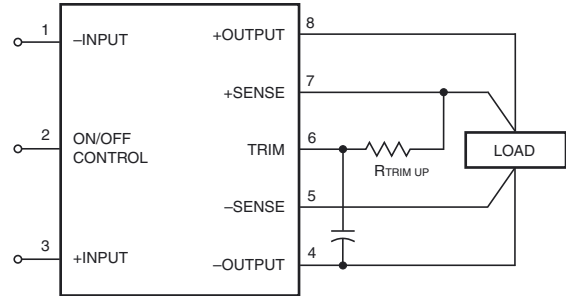 1
–INPUT
+OUTPUT
8
+SENSE
7
2
ON/OFF
CONTROL
TRIM
6
RTRIM UP
LOAD
–SENSE
5
3
+INPUT
–OUTPUT
4